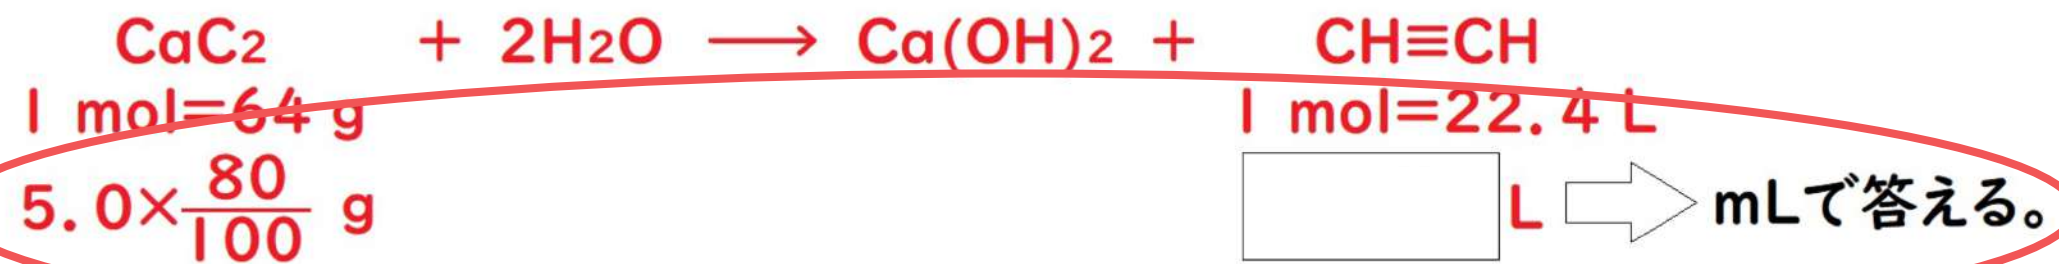 CaC2 + 2H2O ⟶ Ca(OH)2 + CH≡CH
1 mol=64 g 1 mol=22.4 L
5.0×80/100 g L mLで答える。